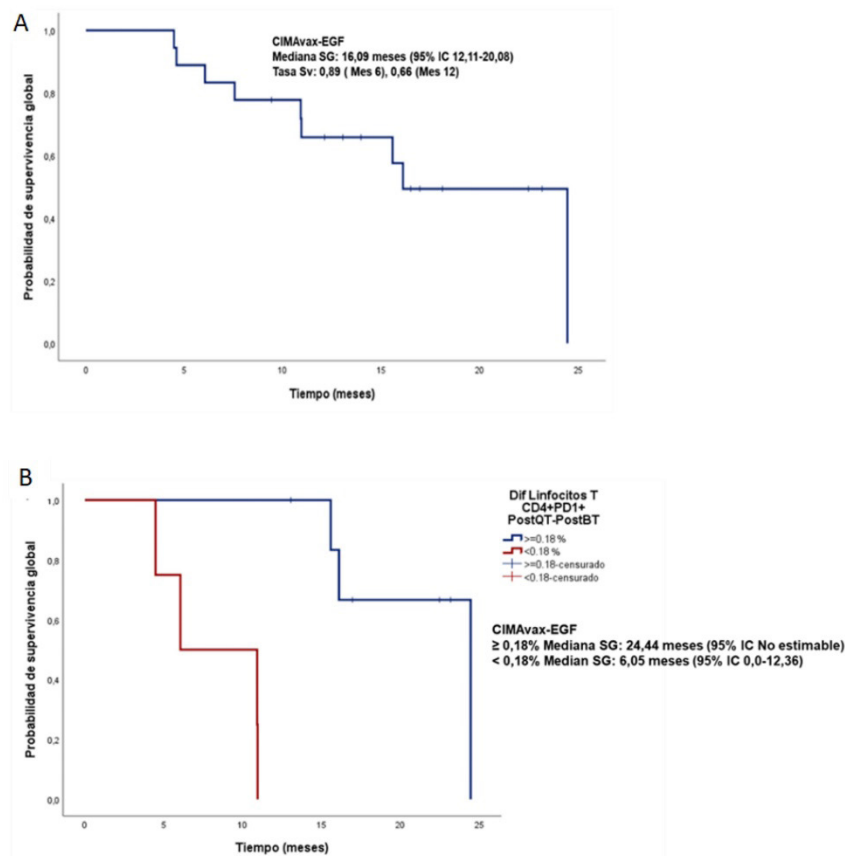 A
CIMAvax-EGF
Mediana SG: 16,09 meses (95% IC 12,11-20,08)
Tasa Sv: 0,89 ( Mes 6), 0,66 (Mes 12)
Probabilidad de supervivencia global
1,0
0,8
0,6
0,4
0,2
0,0
0 5 10 15 20 25
Tiempo (meses)
B
Dif Linfocitos T
CD4+PD1+
PostQT-PostBT
>=0.18 %
<0.18 %
>=0.18-censurado
<0.18-censurado
CIMAvax-EGF
≥ 0,18% Mediana SG: 24,44 meses (95% IC No estimable)
< 0,18% Median SG: 6,05 meses (95% IC 0,0-12,36)
Probabilidad de supervivencia global
1,0
0,8
0,6
0,4
0,2
0,0
0 5 10 15 20 25
Tiempo (meses)